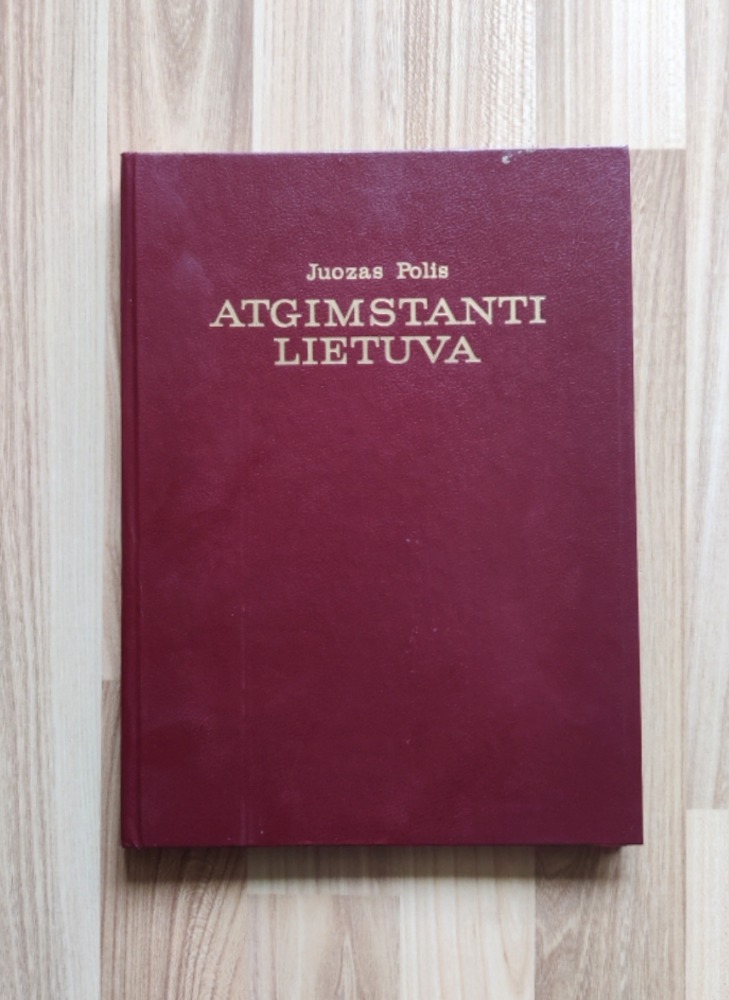 Juozas Polis
ATGIMSTANTI
LIETUVA